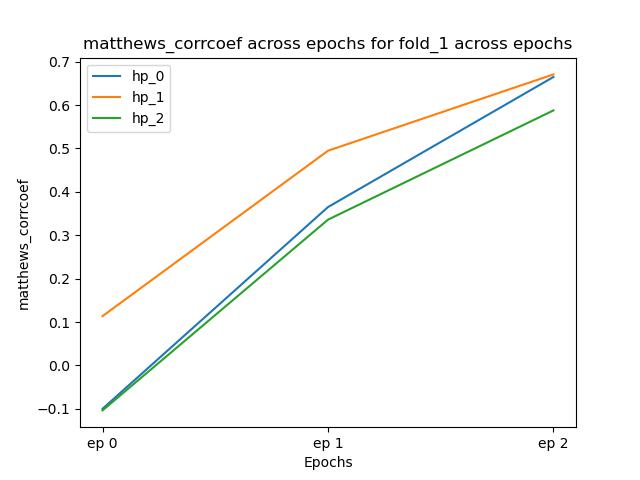 matthews_corrcoef across epochs for fold_1 across epochs
hp_0
hp_1
hp_2
0.7
0.6
0.5
0.4
0.3
0.2
0.1
0.0
−0.1
matthews_corrcoef
ep 0 ep 1 ep 2
Epochs